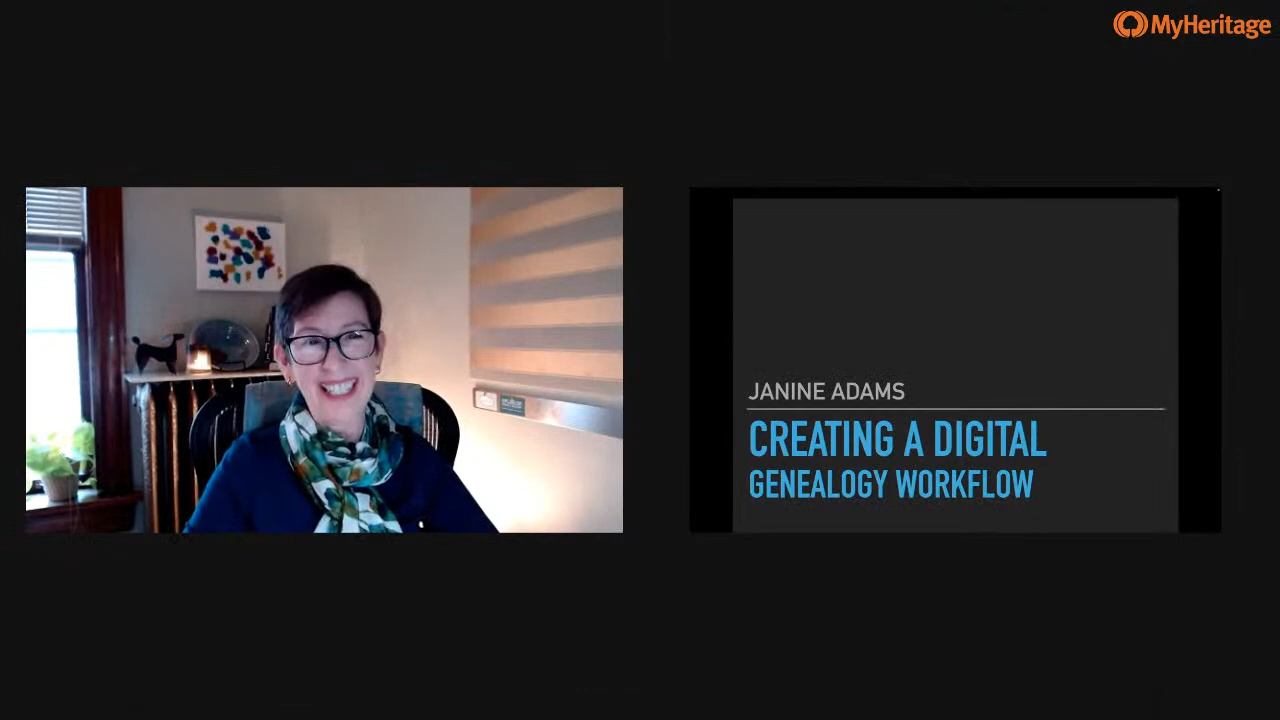 MyHeritage
JANINE ADAMS
CREATING A DIGITAL
GENEALOGY WORKFLOW